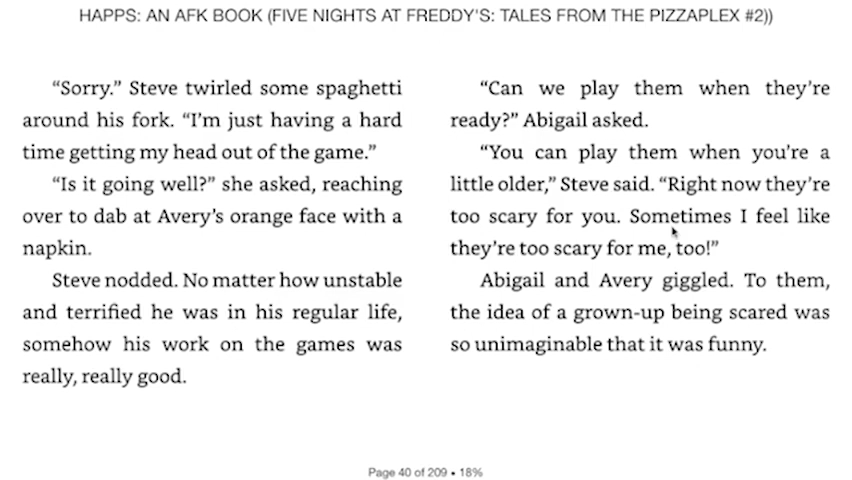 HAPPS: AN AFK BOOK (FIVE NIGHTS AT FREDDY'S: TALES FROM THE PIZZAPLEX #2))
“Sorry.” Steve twirled some spaghetti
around his fork. “I’m just having a hard
time getting my head out of the game.”
“Is it going well?” she asked, reaching
over to dab at Avery’s orange face with a
napkin.
Steve nodded. No matter how unstable
and terrified he was in his regular life,
somehow his work on the games was
really, really good.
“Can we play them when they’re
ready?” Abigail asked.
“You can play them when you’re a
little older,” Steve said. “Right now they’re
too scary for you. Sometimes I feel like
they’re too scary for me, too!”
Abigail and Avery giggled. To them,
the idea of a grown-up being scared was
so unimaginable that it was funny.
Page 40 of 209 • 18%